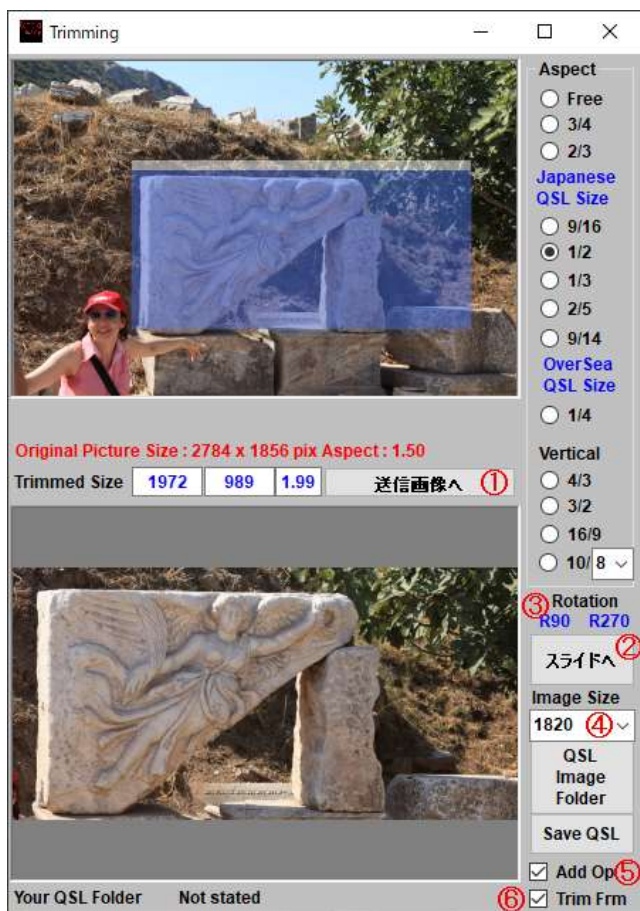 Trimming
Aspect
Free
3/4
2/3
Japanese
QSL Size
9/16
1/2
1/3
2/5
9/14
OverSea
QSL Size
1/4
Original Picture Size : 2784 x 1856 pix Aspect : 1.50
Trimmed Size 1972 989 1.99 送信画像へ ①
Vertical
4/3
3/2
16/9
10/ 8
③ Rotation
R90 R270
②
スライドへ
Image Size
1820 ④
QSL
Image
Folder
Save QSL
Add Op ⑤
Your QSL Folder Not stated ⑥ Trim Frm